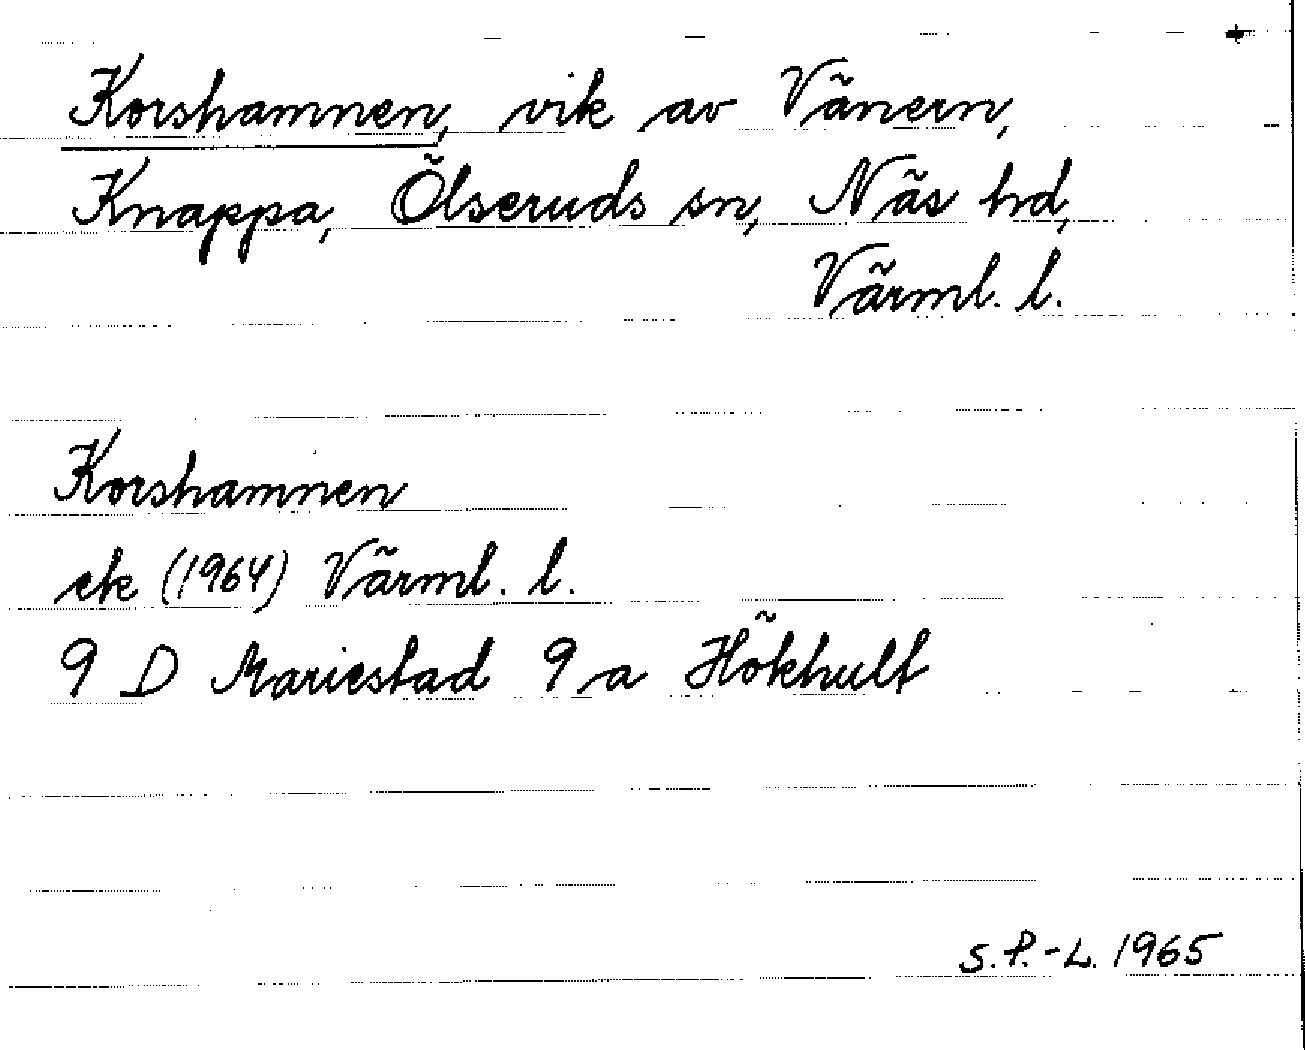 Korshamnen, vik av Vänern,
Knappa, Ölseruds sn, Näs hd,
Värml. l.
Korshamnen
ek (1964) Värml. l.
9 D Mariestad 9 a Hökhult
S.P.-L. 1965